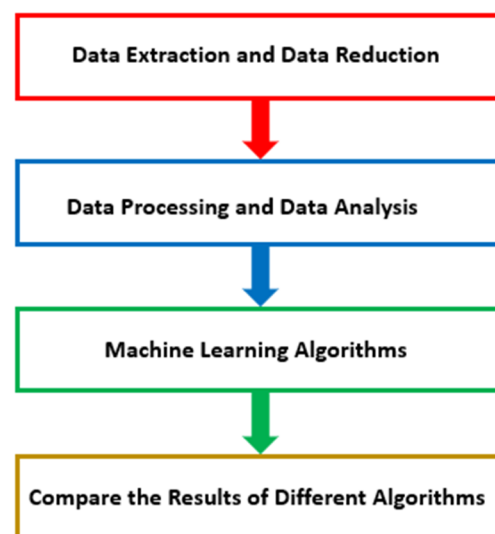 Data Extraction and Data Reduction
Data Processing and Data Analysis
Machine Learning Algorithms
Compare the Results of Different Algorithms